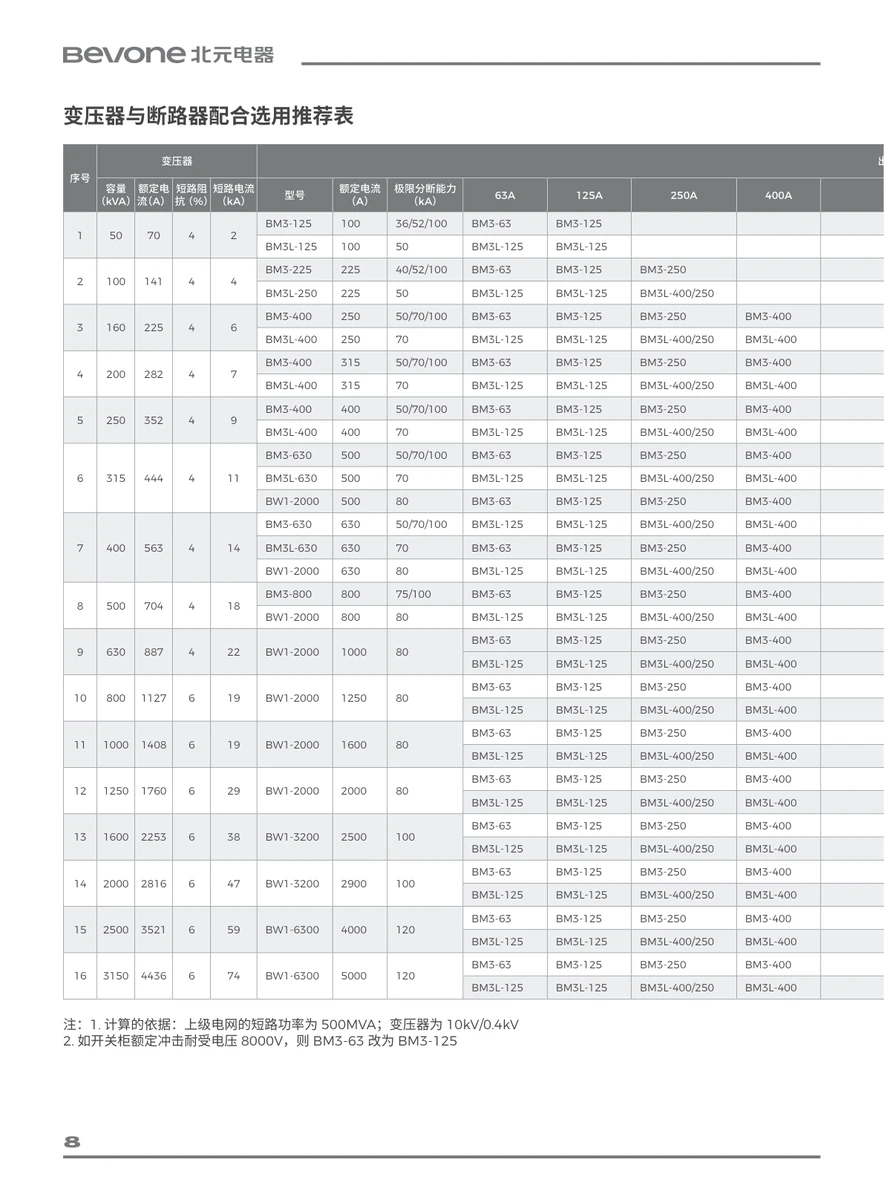 Bevone 北元电器
变压器与断路器配合选用推荐表
序号 变压器
容量(kVA) 额定电流(A) 短路阻抗 (%) 短路电流(kA) 型号 额定电流(A) 极限分断能力(kA) 63A 125A 250A 400A
1 50 70 4 2 BM3-125 100 36/52/100 BM3-63 BM3-125
BM3L-125 100 50 BM3L-125 BM3L-125
2 100 141 4 4 BM3-225 225 40/52/100 BM3-63 BM3-125 BM3-250
BM3L-250 225 50 BM3L-125 BM3L-125 BM3L-400/250
3 160 225 4 6 BM3-400 250 50/70/100 BM3-63 BM3-125 BM3-250 BM3-400
BM3L-400 250 70 BM3L-125 BM3L-125 BM3L-400/250 BM3L-400
4 200 282 4 7 BM3-400 315 50/70/100 BM3-63 BM3-125 BM3-250 BM3-400
BM3L-400 315 70 BM3L-125 BM3L-125 BM3L-400/250 BM3L-400
5 250 352 4 9 BM3-400 400 50/70/100 BM3-63 BM3-125 BM3-250 BM3-400
BM3L-400 400 70 BM3L-125 BM3L-125 BM3L-400/250 BM3L-400
6 315 444 4 11 BM3-630 500 50/70/100 BM3-63 BM3-125 BM3-250 BM3-400
BM3L-630 500 70 BM3L-125 BM3L-125 BM3L-400/250 BM3L-400
BW1-2000 500 80 BM3-63 BM3-125 BM3-250 BM3-400
7 400 563 4 14 BM3-630 630 50/70/100 BM3L-125 BM3L-125 BM3L-400/250 BM3L-400
BM3L-630 630 70 BM3-63 BM3-125 BM3-250 BM3-400
BW1-2000 630 80 BM3L-125 BM3L-125 BM3L-400/250 BM3L-400
8 500 704 4 18 BM3-800 800 75/100 BM3-63 BM3-125 BM3-250 BM3-400
BW1-2000 800 80 BM3L-125 BM3L-125 BM3L-400/250 BM3L-400
9 630 887 4 22 BW1-2000 1000 80 BM3-63 BM3-125 BM3-250 BM3-400
BM3L-125 BM3L-125 BM3L-400/250 BM3L-400
10 800 1127 6 19 BW1-2000 1250 80 BM3-63 BM3-125 BM3-250 BM3-400
BM3L-125 BM3L-125 BM3L-400/250 BM3L-400
11 1000 1408 6 19 BW1-2000 1600 80 BM3-63 BM3-125 BM3-250 BM3-400
BM3L-125 BM3L-125 BM3L-400/250 BM3L-400
12 1250 1760 6 29 BW1-2000 2000 80 BM3-63 BM3-125 BM3-250 BM3-400
BM3L-125 BM3L-125 BM3L-400/250 BM3L-400
13 1600 2253 6 38 BW1-3200 2500 100 BM3-63 BM3-125 BM3-250 BM3-400
BM3L-125 BM3L-125 BM3L-400/250 BM3L-400
14 2000 2816 6 47 BW1-3200 2900 100 BM3-63 BM3-125 BM3-250 BM3-400
BM3L-125 BM3L-125 BM3L-400/250 BM3L-400
15 2500 3521 6 59 BW1-6300 4000 120 BM3-63 BM3-125 BM3-250 BM3-400
BM3L-125 BM3L-125 BM3L-400/250 BM3L-400
16 3150 4436 6 74 BW1-6300 5000 120 BM3-63 BM3-125 BM3-250 BM3-400
BM3L-125 BM3L-125 BM3L-400/250 BM3L-400
注：1. 计算的依据：上级电网的短路功率为 500MVA；变压器为 10kV/0.4kV
2. 如开关柜额定冲击耐受电压 8000V，则 BM3-63 改为 BM3-125
8